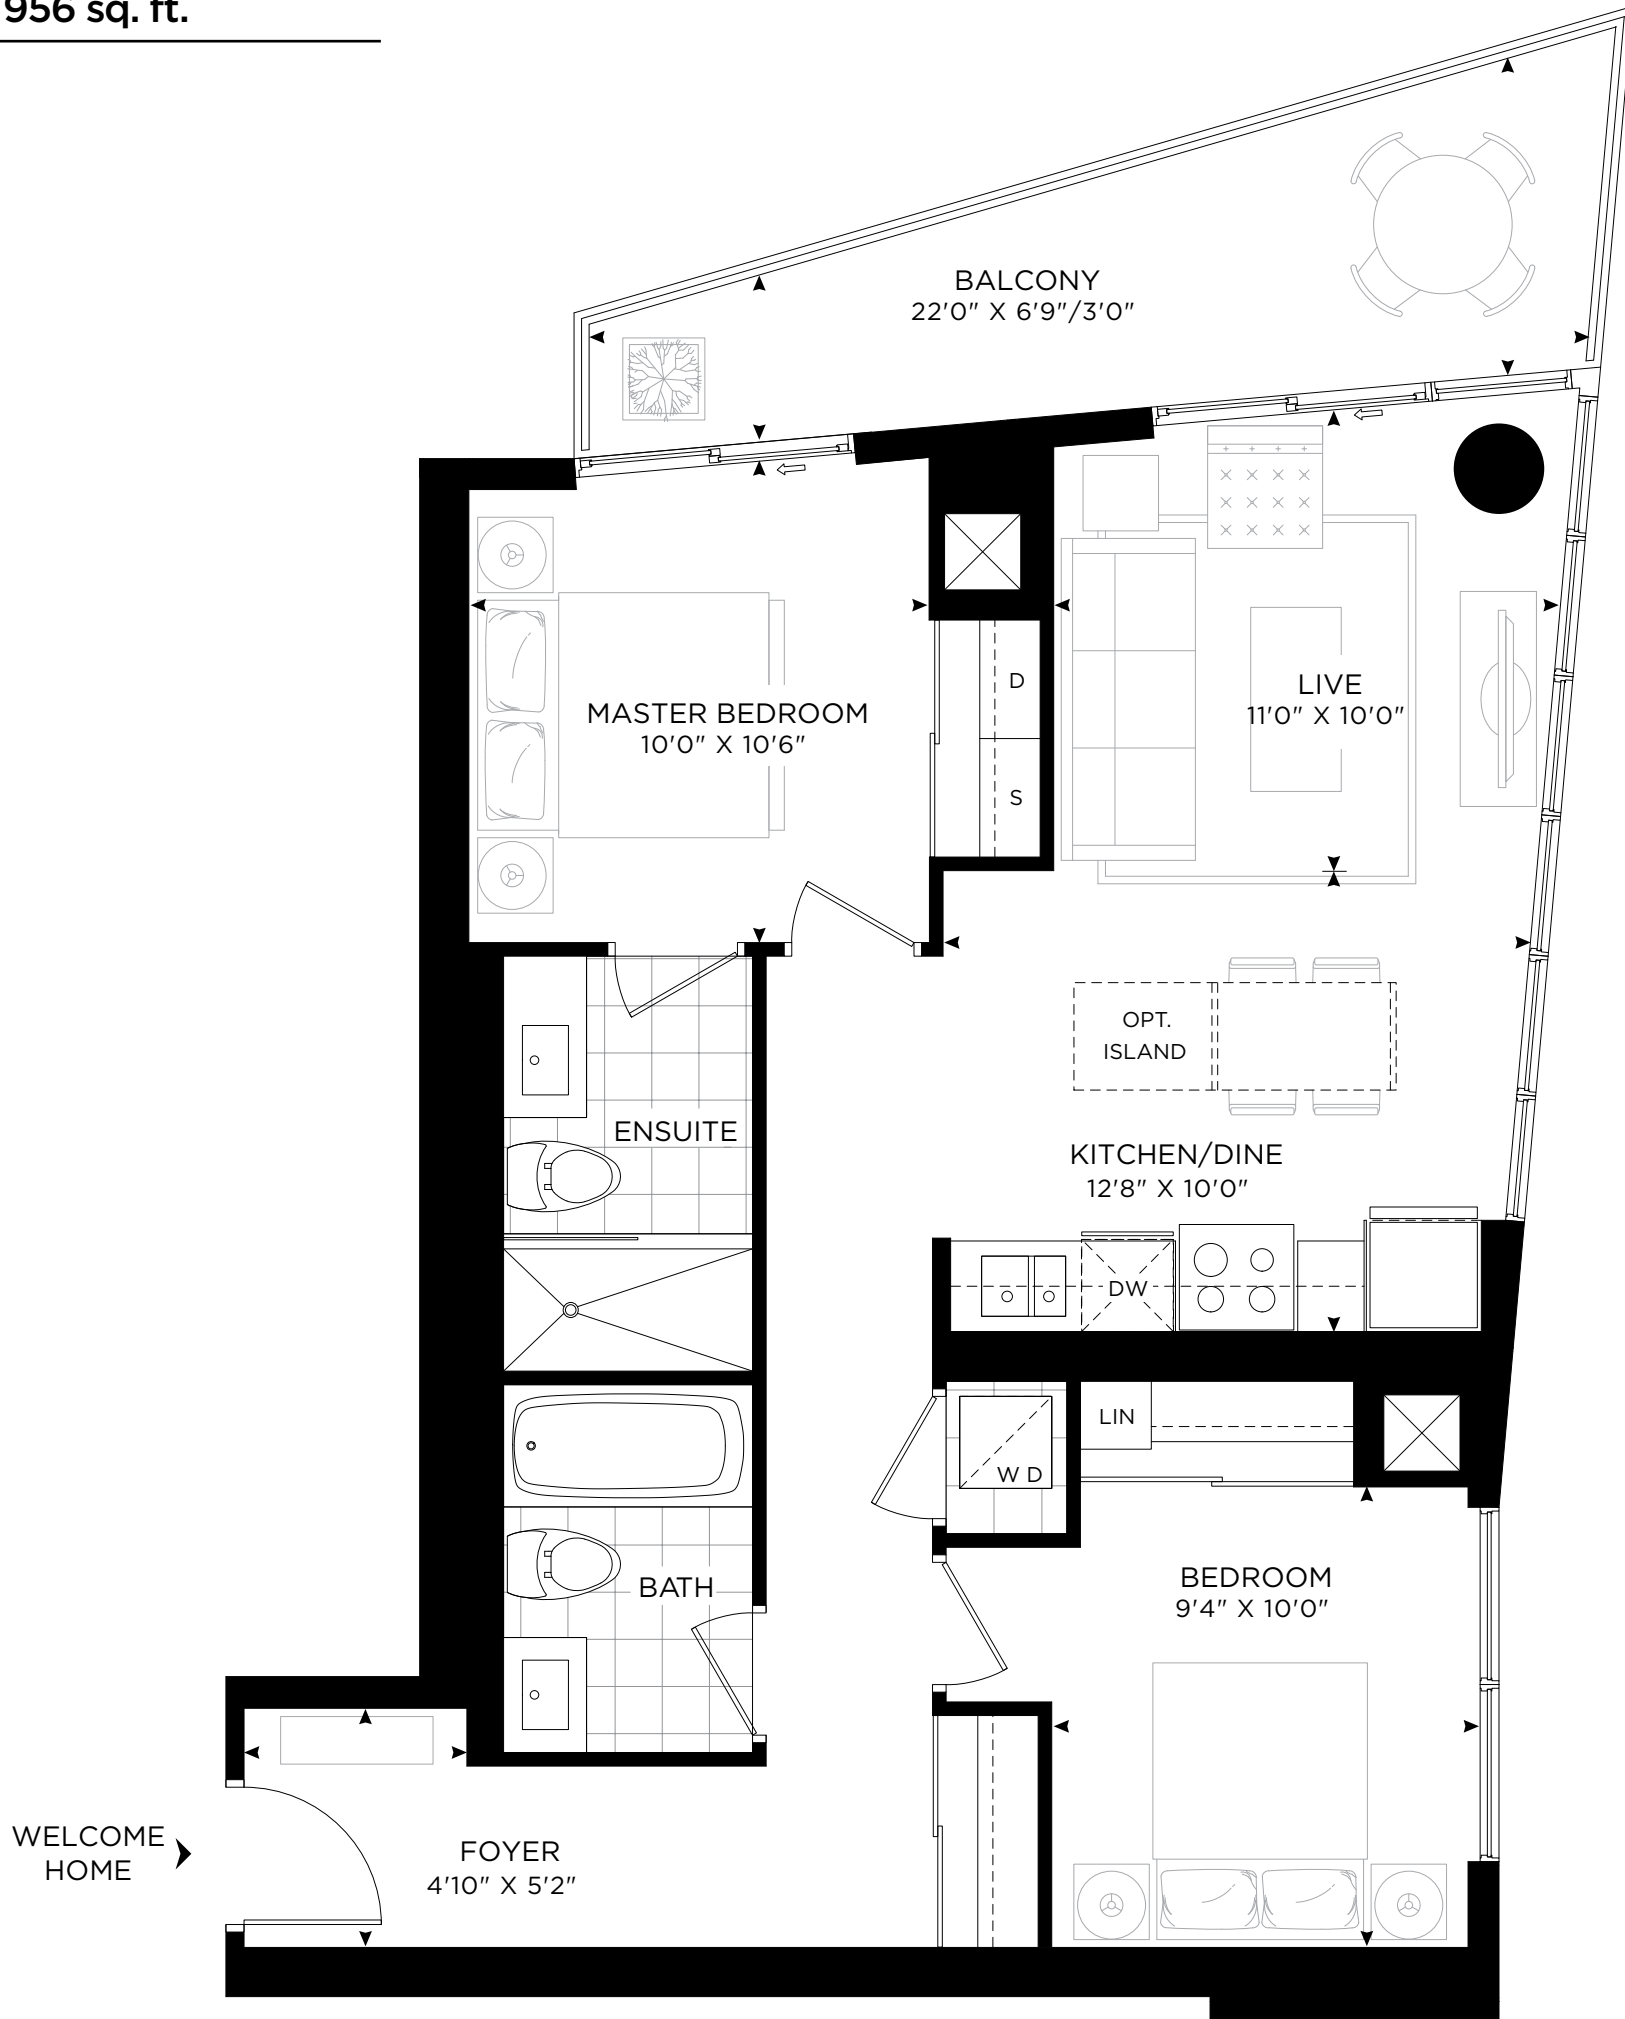 956 sq. ft.
BALCONY
22'0" X 6'9"/3'0"
MASTER BEDROOM
10'0" X 10'6"
D
S
LIVE
11'0" X 10'0"
OPT.
ISLAND
ENSUITE
KITCHEN/DINE
12'8" X 10'0"
DW
LIN
W D
BATH
BEDROOM
9'4" X 10'0"
WELCOME
HOME
FOYER
4'10" X 5'2"